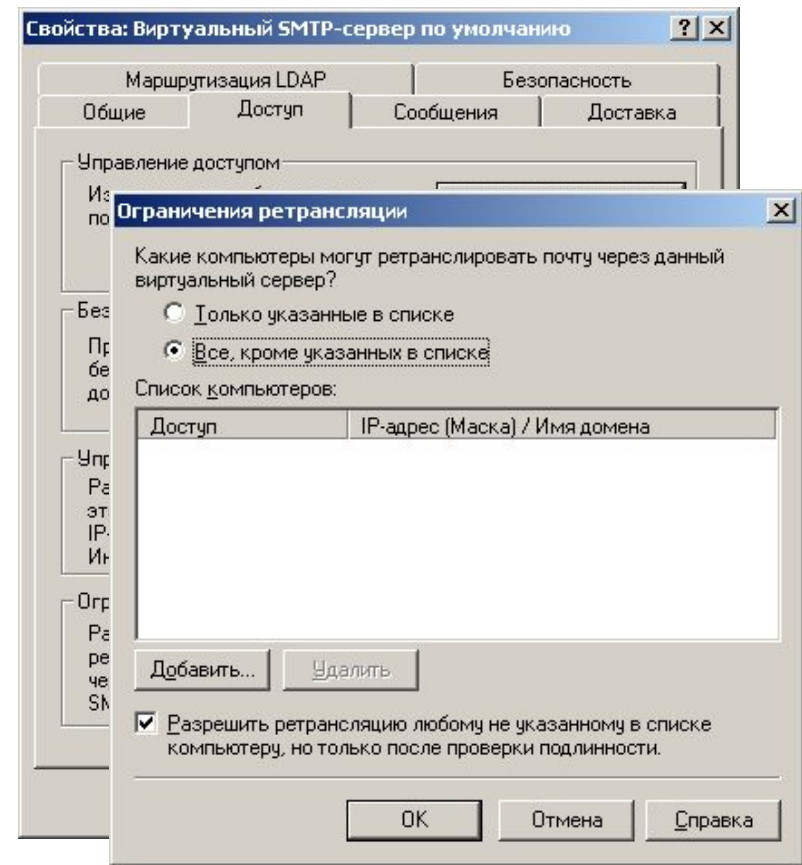 Свойства: Виртуальный SMTP-сервер по умолчанию
Маршрутизация LDAP
Безопасность
Общие
Доступ
Сообщения
Доставка
Управление доступом
Ограничения ретрансляции
Какие компьютеры могут ретранслировать почту через данный
виртуальный сервер?
Только указанные в списке
Все, кроме указанных в списке
Список компьютеров:
Доступ
IP-адрес (Маска) / Имя домена
Добавить...
Удалить
Разрешить ретрансляцию любому не указанному в списке
компьютеру, но только после проверки подлинности.
OK
Отмена
Справка